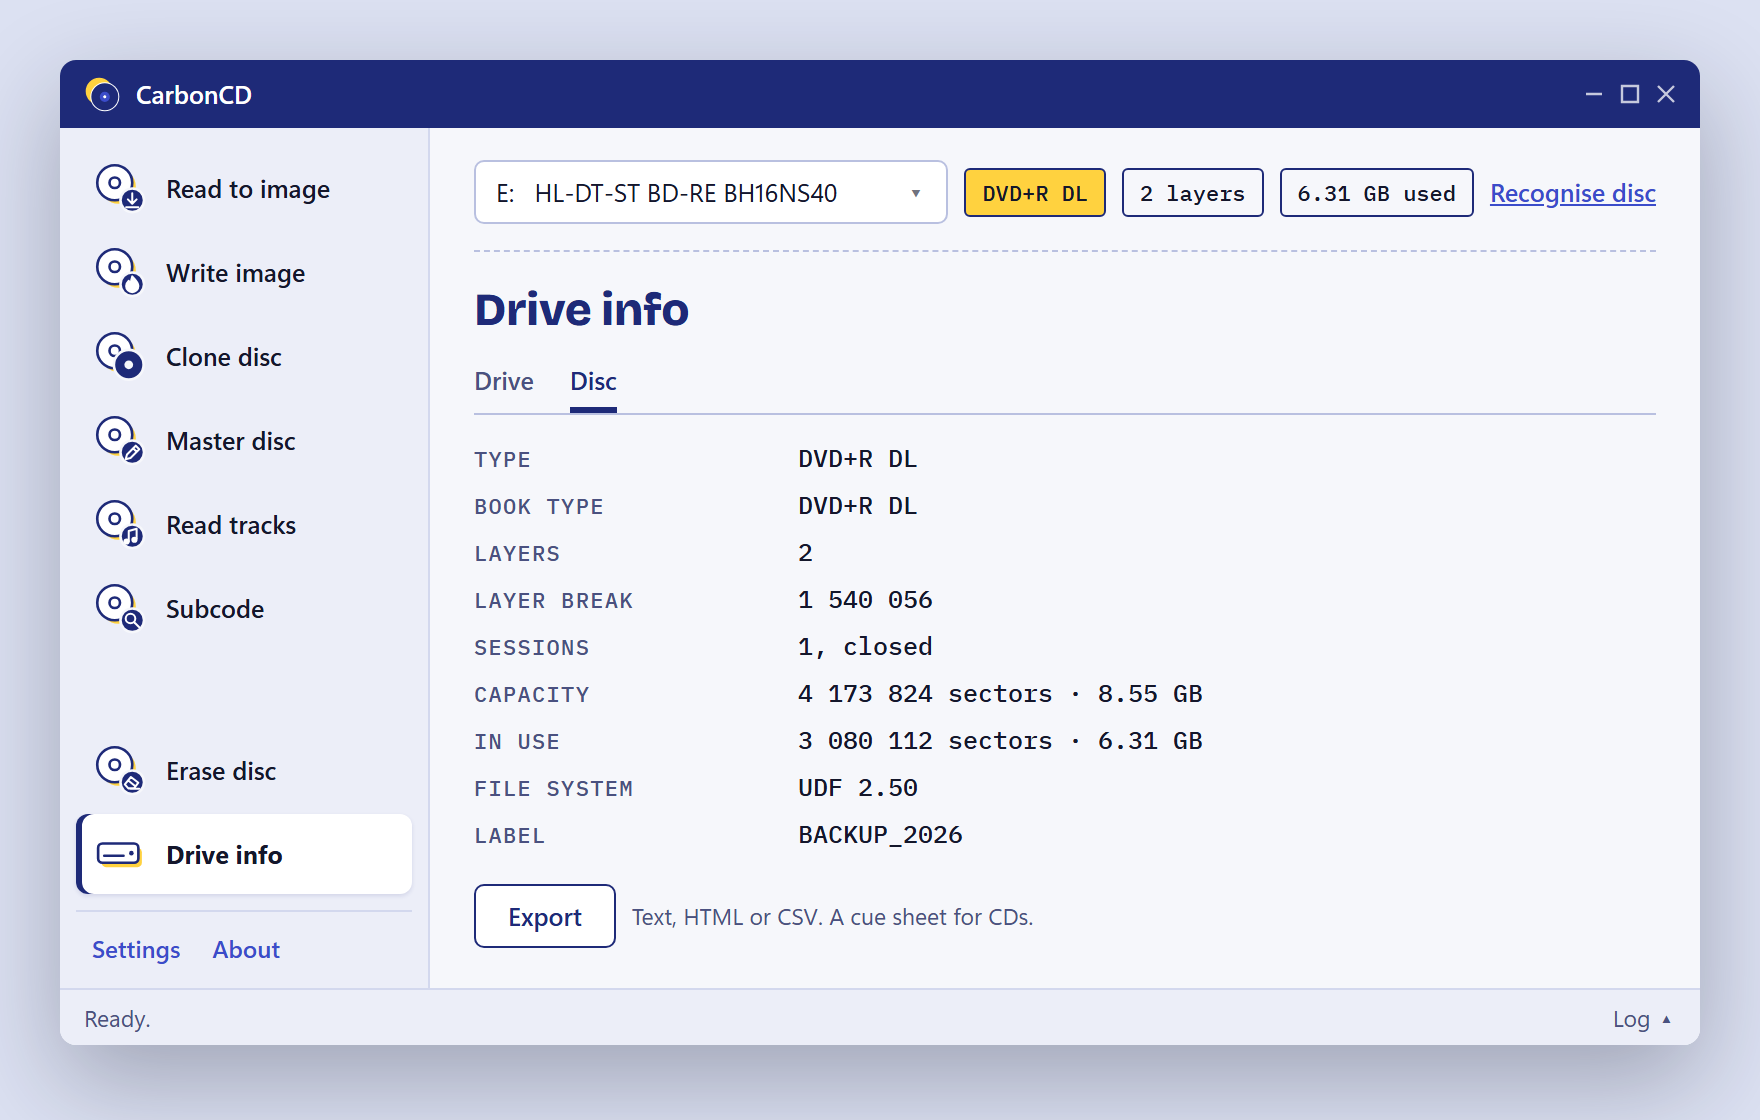 CarbonCD
Read to image
Write image
Clone disc
Master disc
Read tracks
Subcode
Erase disc
Drive info
Settings About
E: HL-DT-ST BD-RE BH16NS40 ▼ DVD+R DL 2 layers 6.31 GB used Recognise disc
Drive info
Drive Disc
TYPE DVD+R DL
BOOK TYPE DVD+R DL
LAYERS 2
LAYER BREAK 1 540 056
SESSIONS 1, closed
CAPACITY 4 173 824 sectors · 8.55 GB
IN USE 3 080 112 sectors · 6.31 GB
FILE SYSTEM UDF 2.50
LABEL BACKUP_2026
Export Text, HTML or CSV. A cue sheet for CDs.
Ready. Log ▲